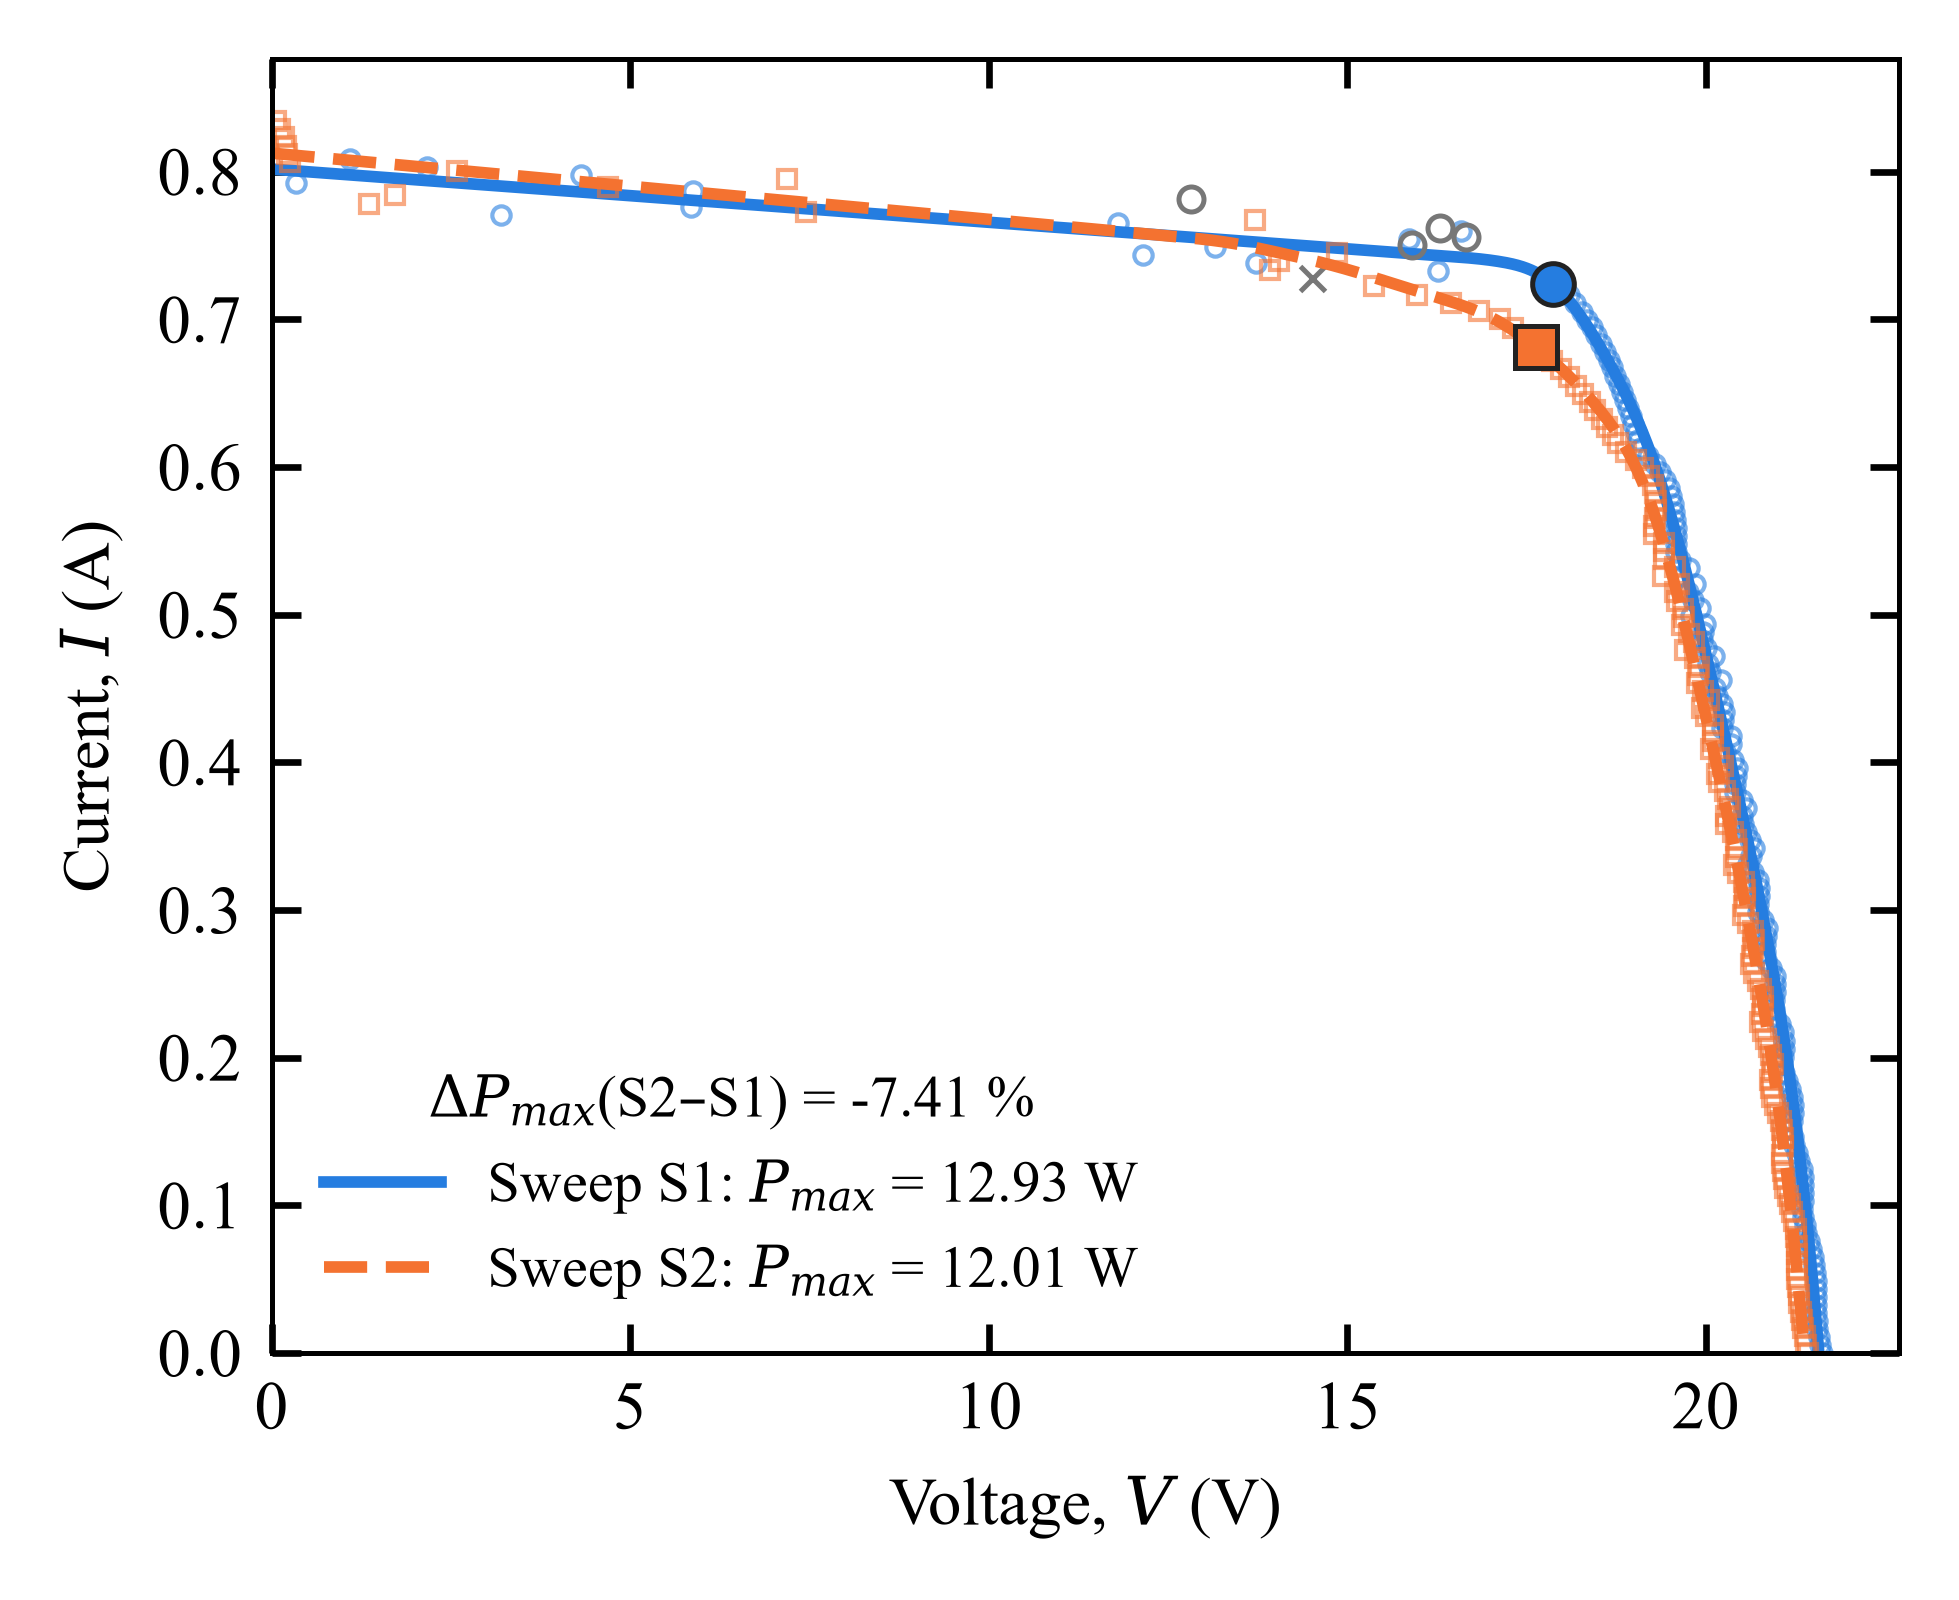 0.8
0.7
0.6
0.5
0.4
0.3
0.2
0.1
0.0
Current, I (A)
ΔPmax(S2–S1) = -7.41 %
Sweep S1: Pmax = 12.93 W
Sweep S2: Pmax = 12.01 W
0 5 10 15 20
Voltage, V (V)